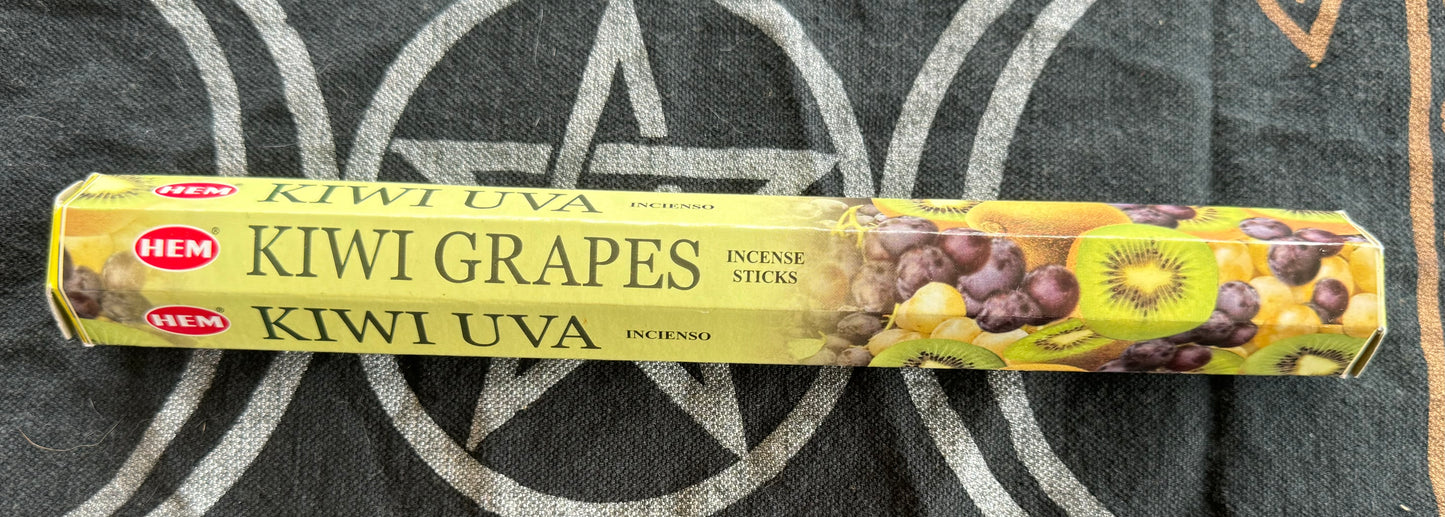 HEM® KIWI UVA INCIENSO
HEM® KIWI GRAPES INCENSE
STICKS
HEM KIWI UVA INCIENSO